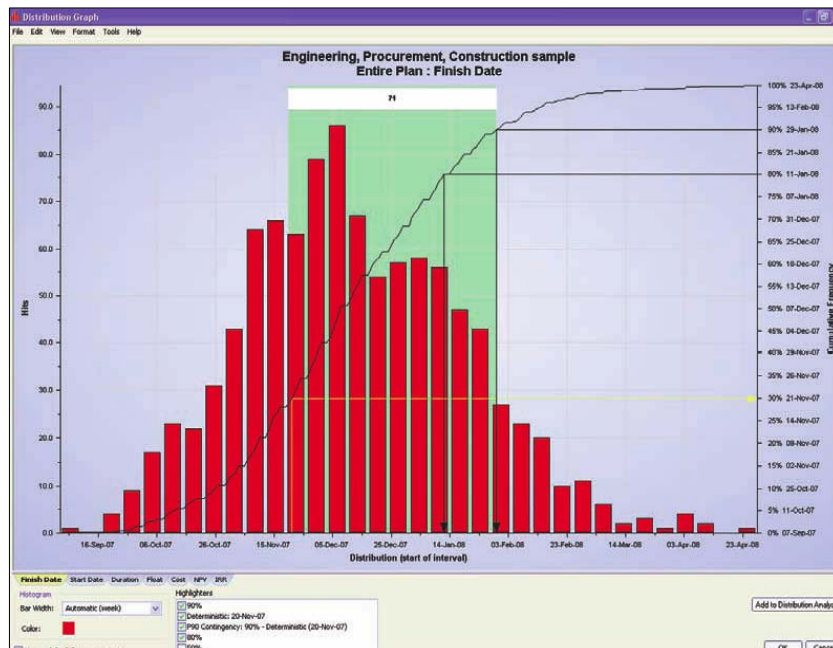 Distribution Graph
File Edit View Format Tools Help
Engineering, Procurement, Construction sample
Entire Plan : Finish Date
71
Hits
90.0
80.0
70.0
60.0
50.0
40.0
30.0
20.0
10.0
0.0
100% 23-Apr-08
95% 13-Feb-08
90% 29-Jan-08
85% 21-Jan-08
80% 11-Jan-08
75% 07-Jan-08
70% 31-Dec-07
65% 25-Dec-07
60% 18-Dec-07
55% 13-Dec-07
50% 07-Dec-07
45% 04-Dec-07
40% 29-Nov-07
35% 26-Nov-07
30% 21-Nov-07
25% 14-Nov-07
20% 08-Nov-07
15% 02-Nov-07
10% 25-Oct-07
5% 11-Oct-07
0% 07-Sep-07
Cumulative Frequency
16-Sep-07 06-Oct-07 26-Oct-07 15-Nov-07 05-Dec-07 25-Dec-07 14-Jan-08 03-Feb-08 23-Feb-08 14-Mar-08 03-Apr-08 23-Apr-08
Distribution (start of interval)
Finish Date Start Date Duration Float Cost NPV IRR
Histogram
Bar Width: Automatic (week)
Color:
Highlighters
90%
Deterministic: 20-Nov-07
P90 Contingency: 90% - Deterministic (20-Nov-07)
80%
Add to Distribution Analy